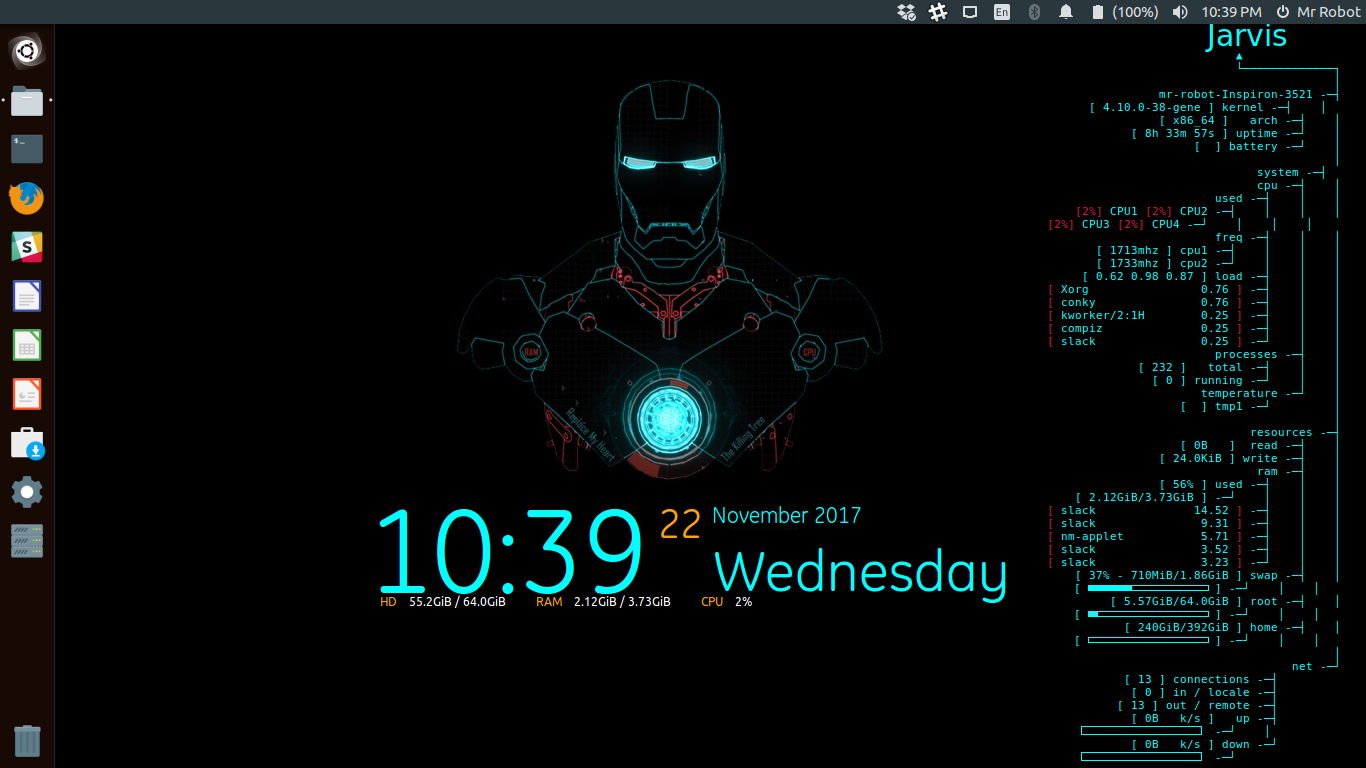 En (100%) 10:39 PM Mr Robot
Jarvis
mr-robot-Inspiron-3521
[ 4.10.0-38-gene ] kernel
[ x86_64 ] arch
[ 8h 33m 57s ] uptime
[ ] battery
system
cpu
used
[2%] CPU1 [2%] CPU2
[2%] CPU3 [2%] CPU4
freq
[ 1713mhz ] cpu1
[ 1733mhz ] cpu2
[ 0.62 0.98 0.87 ] load
[ Xorg 0.76 ]
[ conky 0.76 ]
[ kworker/2:1H 0.25 ]
[ compiz 0.25 ]
[ slack 0.25 ]
processes
[ 232 ] total
[ 0 ] running
temperature
[ ] tmp1
resources
[ 0B ] read
[ 24.0KiB ] write
ram
[ 56% ] used
[ 2.12GiB/3.73GiB ]
[ slack 14.52 ]
[ slack 9.31 ]
[ nm-applet 5.71 ]
[ slack 3.52 ]
[ slack 3.23 ]
[ 37% - 710MiB/1.86GiB ] swap
[ ]
[ 5.57GiB/64.0GiB ] root
[ ]
[ 240GiB/392GiB ] home
[ ]
net
[ 13 ] connections
[ 0 ] in / locale
[ 13 ] out / remote
[ 0B k/s ] up
[ 0B k/s ] down
$_
S
RAM
CPU
Replace My Heart
The Killing Tree
10:39
22
November 2017
Wednesday
HD 55.2GiB / 64.0GiB RAM 2.12GiB / 3.73GiB CPU 2%